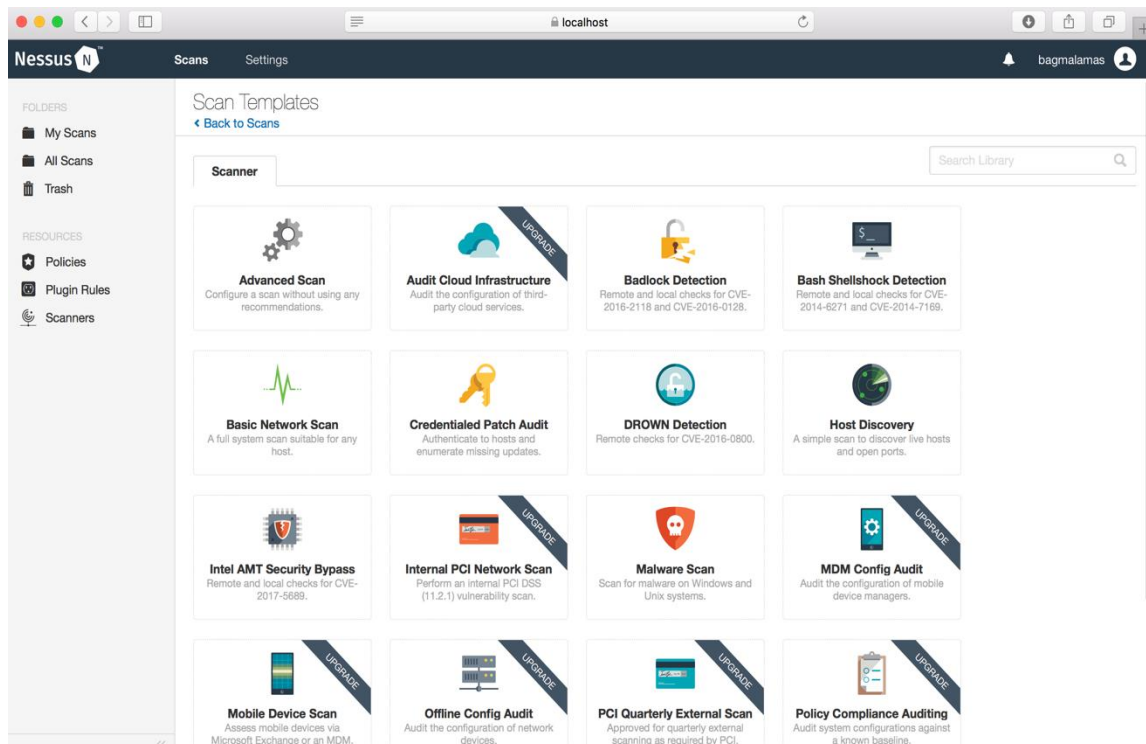 localhost
Nessus N
Scans Settings
bagmalamas
FOLDERS
My Scans
All Scans
Trash
RESOURCES
Policies
Plugin Rules
Scanners
Scan Templates
Back to Scans
Scanner
Search Library
Advanced Scan
Configure a scan without using any
recommendations.
UPGRADE
Audit Cloud Infrastructure
Audit the configuration of third-
party cloud services.
Badlock Detection
Remote and local checks for CVE-
2016-2118 and CVE-2016-0128.
$_
Bash Shellshock Detection
Remote and local checks for CVE-
2014-6271 and CVE-2014-7169.
Basic Network Scan
A full system scan suitable for any
host.
Credentialed Patch Audit
Authenticate to hosts and
enumerate missing updates.
DROWN Detection
Remote checks for CVE-2016-0800.
Host Discovery
A simple scan to discover live hosts
and open ports.
Intel AMT Security Bypass
Remote and local checks for CVE-
2017-5689.
UPGRADE
Internal PCI Network Scan
Perform an internal PCI DSS
(11.2.1) vulnerability scan.
Malware Scan
Scan for malware on Windows and
Unix systems.
UPGRADE
MDM Config Audit
Audit the configuration of mobile
device managers.
UPGRADE
Mobile Device Scan
Assess mobile devices via
Microsoft Exchange or an MDM.
UPGRADE
Offline Config Audit
Audit the configuration of network
devices.
UPGRADE
PCI Quarterly External Scan
Approved for quarterly external
scanning as required by PCI.
UPGRADE
Policy Compliance Auditing
Audit system configurations against
a known baseline.